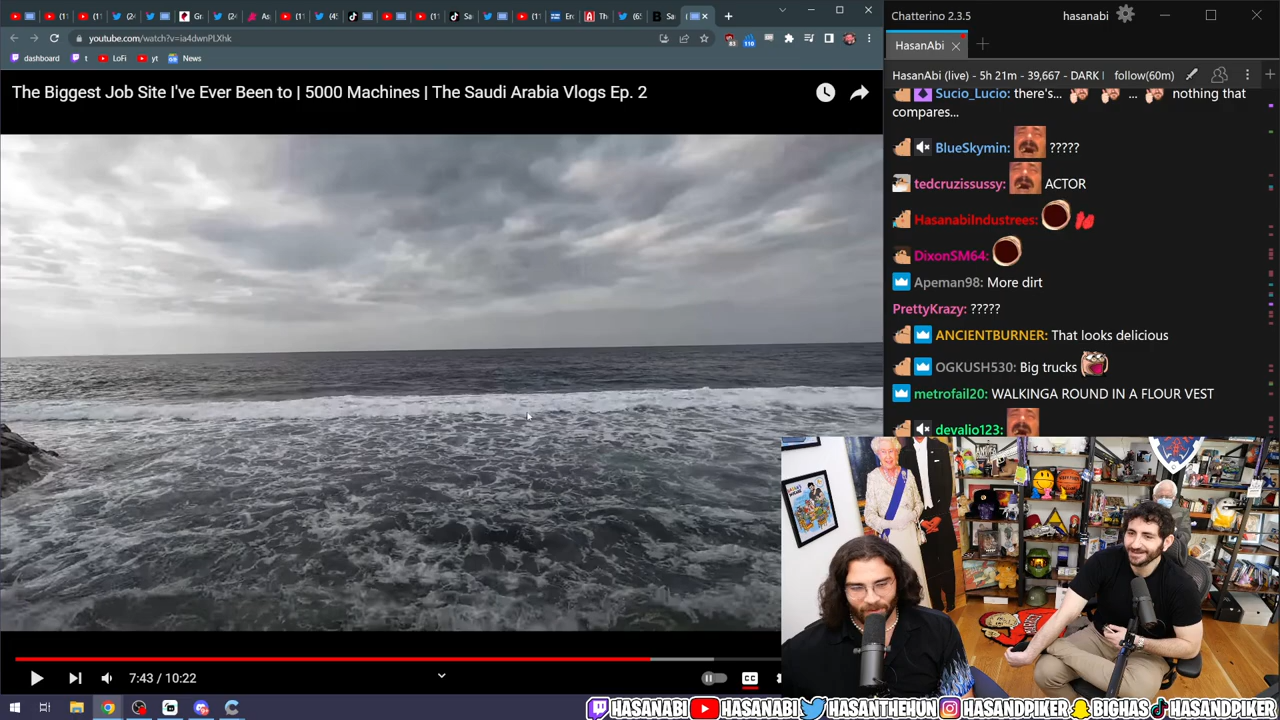 youtube.com/watch?v=ia4dwnPLXhk
83
110
dashboard
t
LoFi
yt
News
The Biggest Job Site I've Ever Been to | 5000 Machines | The Saudi Arabia Vlogs Ep. 2
7:43 / 10:22
CC
Chatterino 2.3.5
hasanabi
HasanAbi
HasanAbi (live) - 5h 21m - 39,667 - DARK |
follow(60m)
Sucio_Lucio: there's... ... nothing that
compares...
BlueSkymin: ?????
tedcruzissussy: ACTOR
HasanabiIndustrees:
DixonSM64:
Apeman98: More dirt
PrettyKrazy: ?????
ANCIENTBURNER: That looks delicious
OGKUSH530: Big trucks
metrofail20: WALKINGA ROUND IN A FLOUR VEST
devalio123:
HASANABI HASANABI HASANTHEHUN HASANDPIKER BIGHAS HASANDPIKER